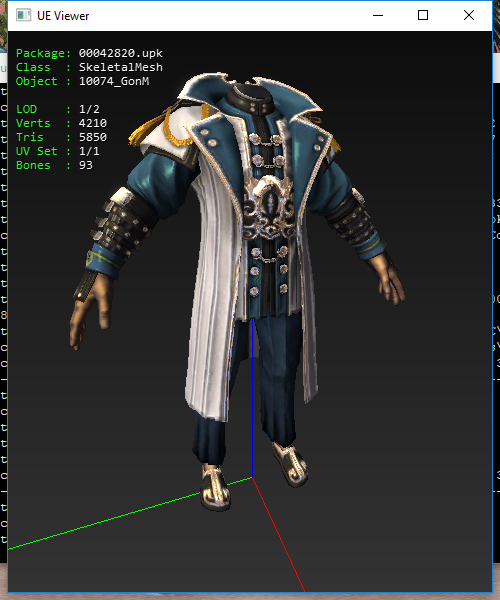 UE Viewer
Package: 00042820.upk
Class : SkeletalMesh
Object : 10074_GonM
LOD : 1/2
Verts : 4210
Tris : 5850
UV Set : 1/1
Bones : 93